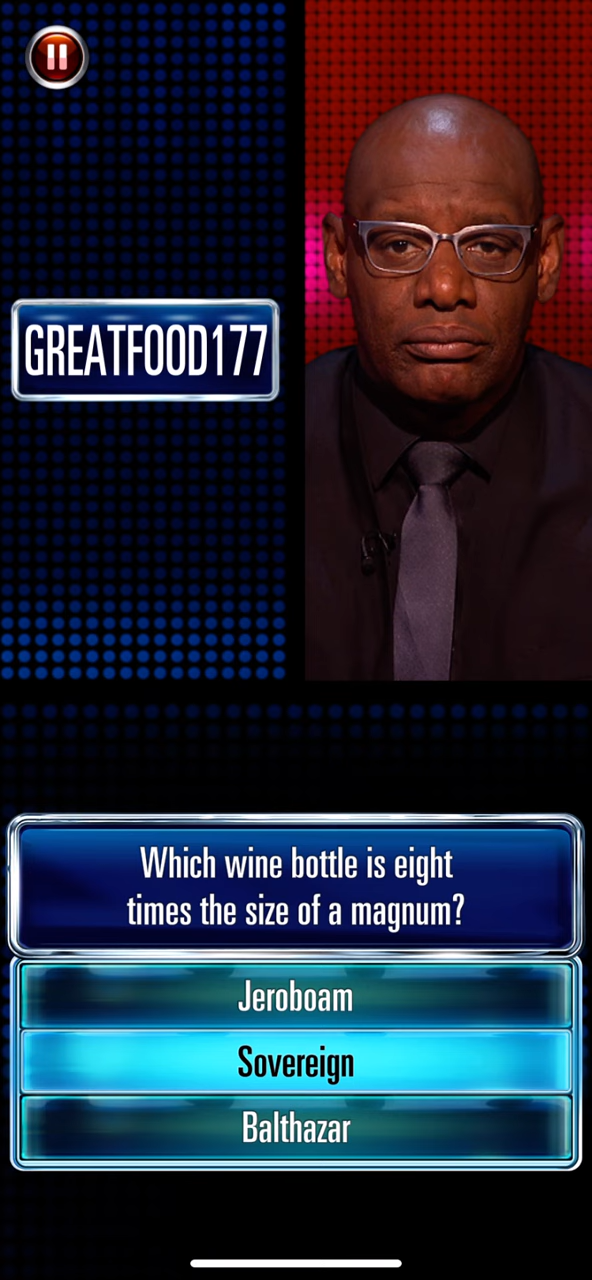 GREATFOOD177
Which wine bottle is eight
times the size of a magnum?
Jeroboam
Sovereign
Balthazar